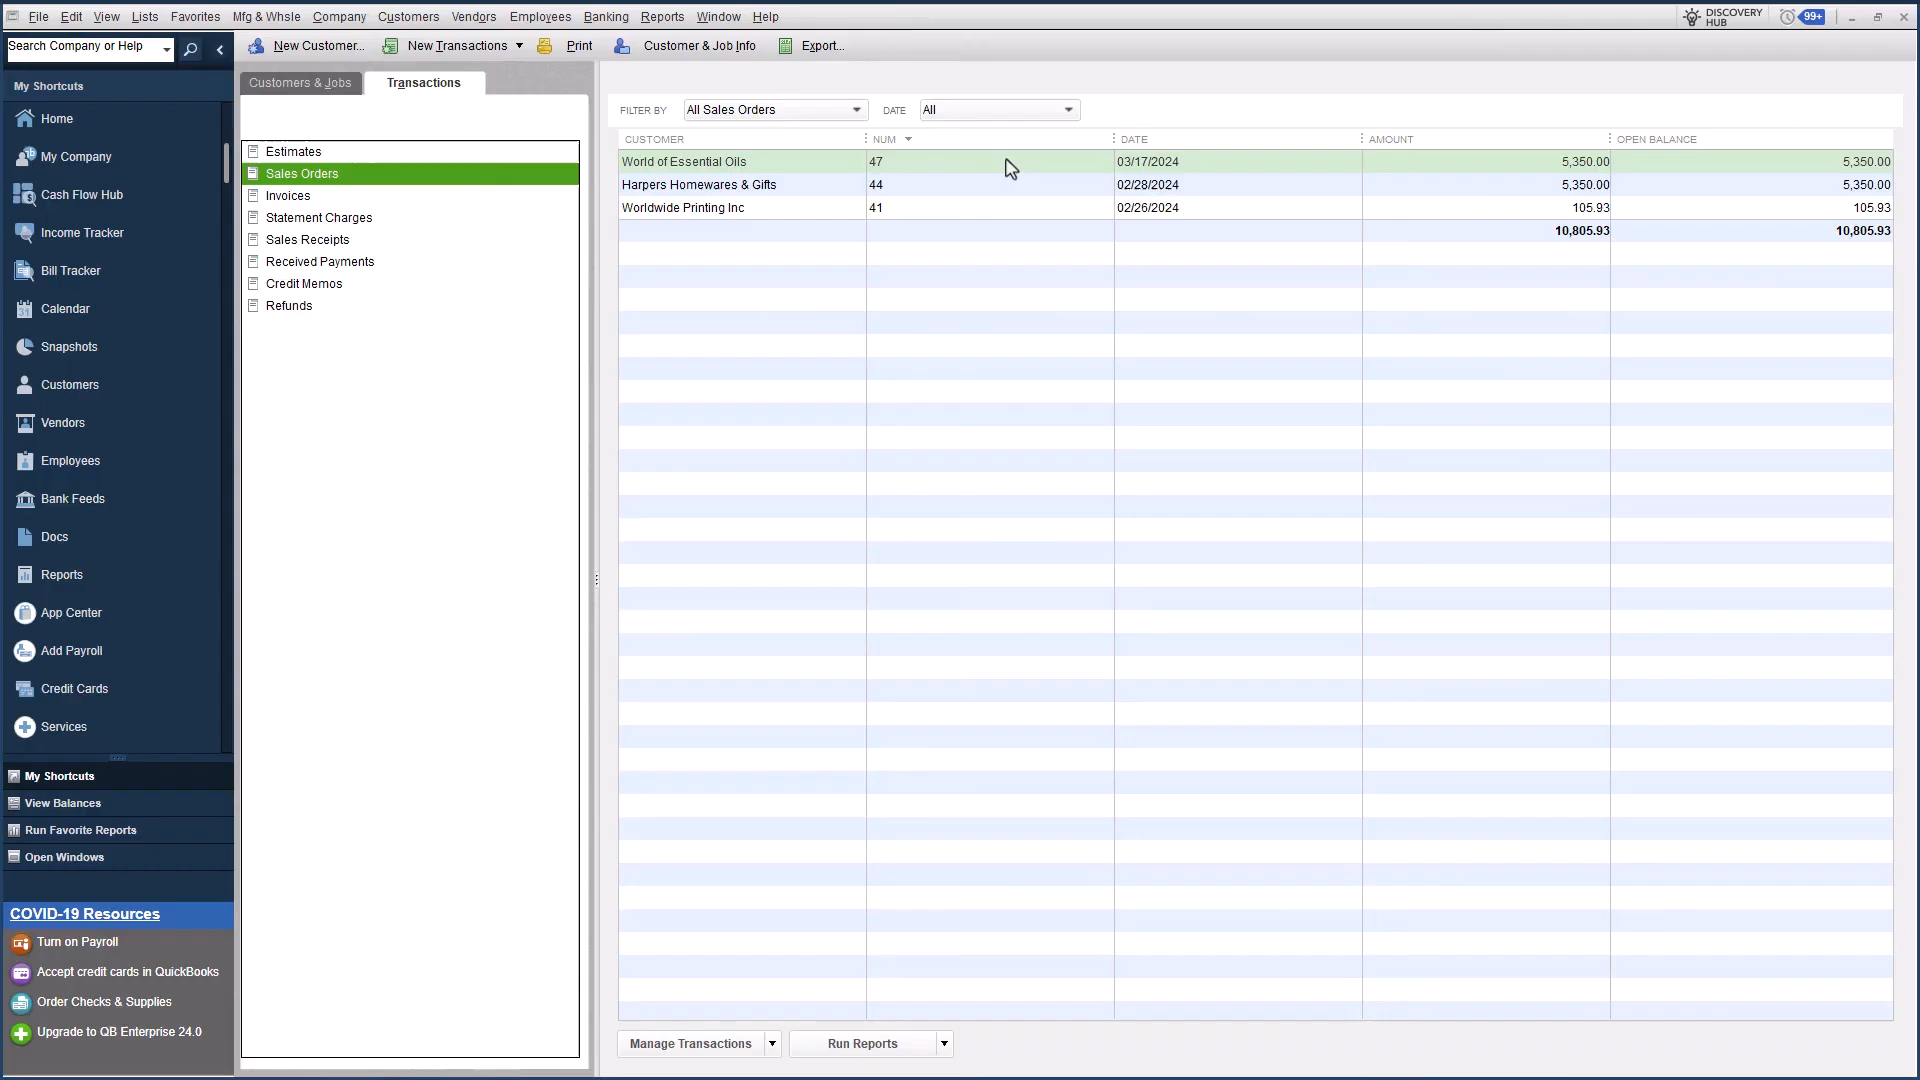 File Edit View Lists Favorites Mfg & Whsle Company Customers Vendors Employees Banking Reports Window Help
DISCOVERY HUB
99+
Search Company or Help
New Customer... New Transactions Print Customer & Job Info Export...
My Shortcuts
Home
My Company
Cash Flow Hub
Income Tracker
Bill Tracker
Calendar
Snapshots
Customers
Vendors
Employees
Bank Feeds
Docs
Reports
App Center
Add Payroll
Credit Cards
Services
My Shortcuts
View Balances
Run Favorite Reports
Open Windows
COVID-19 Resources
Turn on Payroll
Accept credit cards in QuickBooks
Order Checks & Supplies
Upgrade to QB Enterprise 24.0
Customers & Jobs Transactions
Estimates
Sales Orders
Invoices
Statement Charges
Sales Receipts
Received Payments
Credit Memos
Refunds
FILTER BY All Sales Orders DATE All
CUSTOMER NUM DATE AMOUNT OPEN BALANCE
World of Essential Oils 47 03/17/2024 5,350.00 5,350.00
Harpers Homewares & Gifts 44 02/28/2024 5,350.00 5,350.00
Worldwide Printing Inc 41 02/26/2024 105.93 105.93
10,805.93 10,805.93
Manage Transactions Run Reports